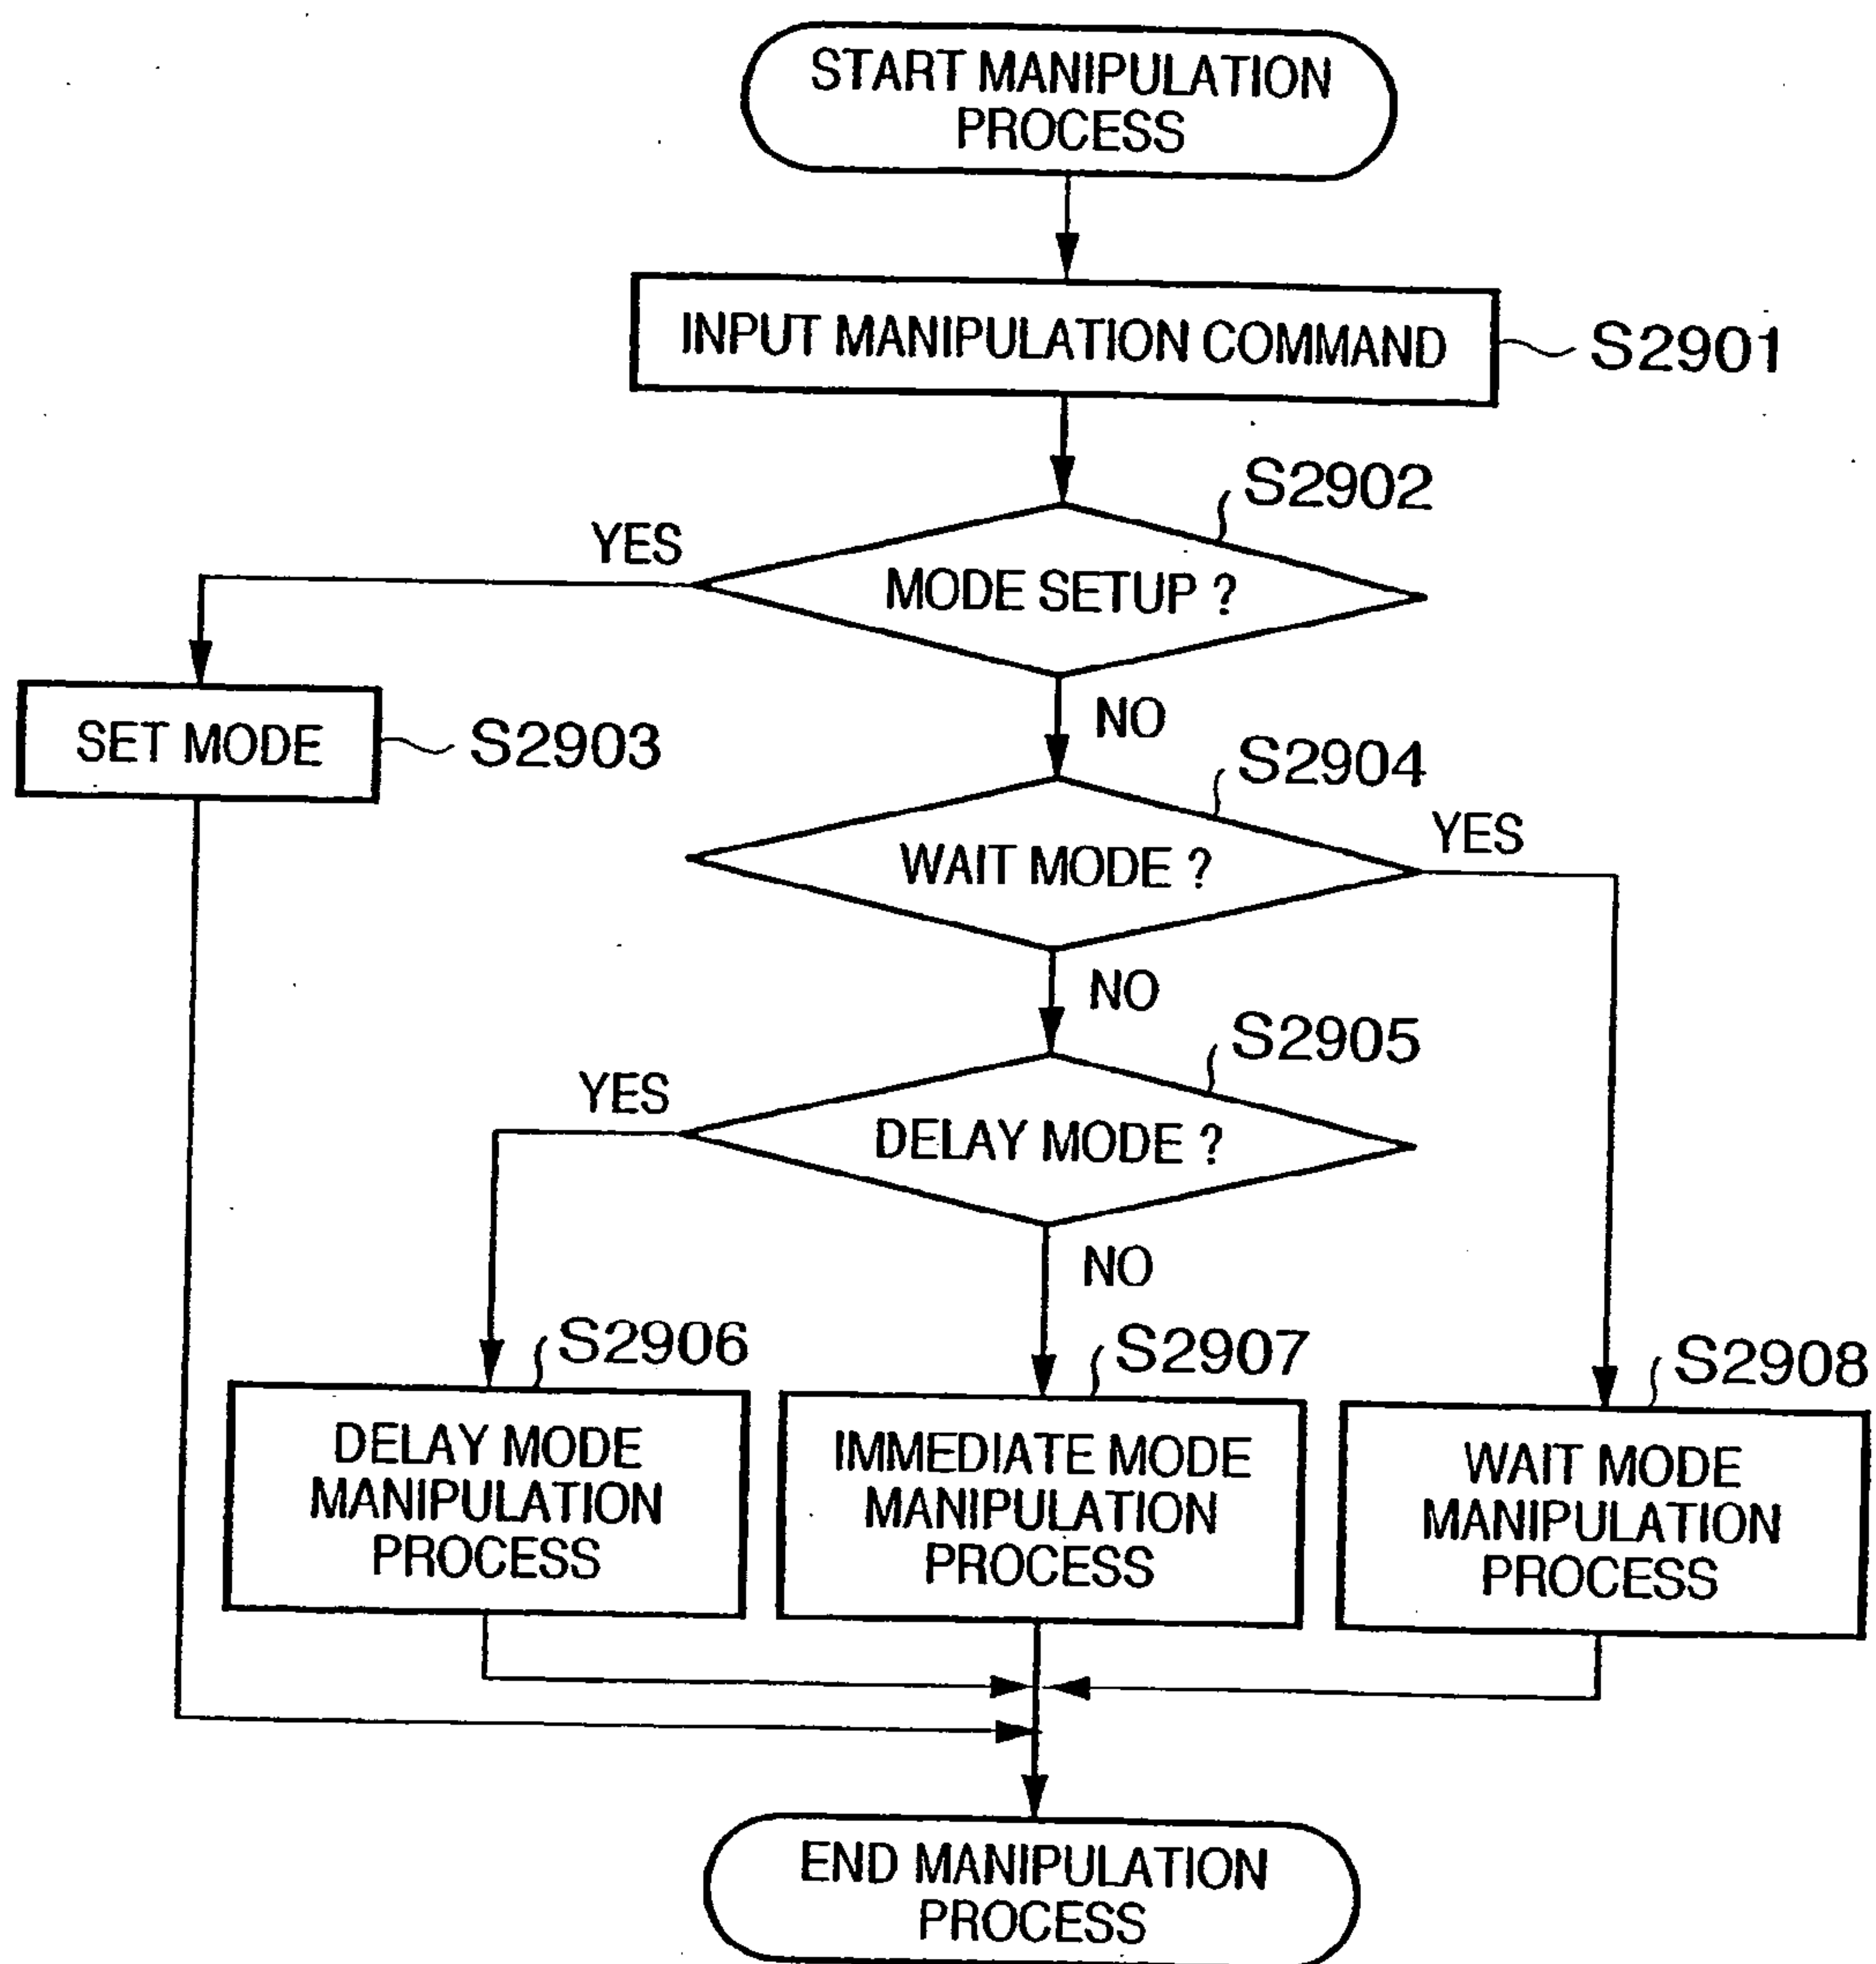 START MANIPULATION
PROCESS
INPUT MANIPULATION COMMAND
S2901
S2902
YES
MODE SETUP ?
NO
SET MODE
S2903
S2904
WAIT MODE ?
YES
NO
S2905
YES
DELAY MODE ?
NO
S2906
S2907
S2908
DELAY MODE
MANIPULATION
PROCESS
IMMEDIATE MODE
MANIPULATION
PROCESS
WAIT MODE
MANIPULATION
PROCESS
END MANIPULATION
PROCESS